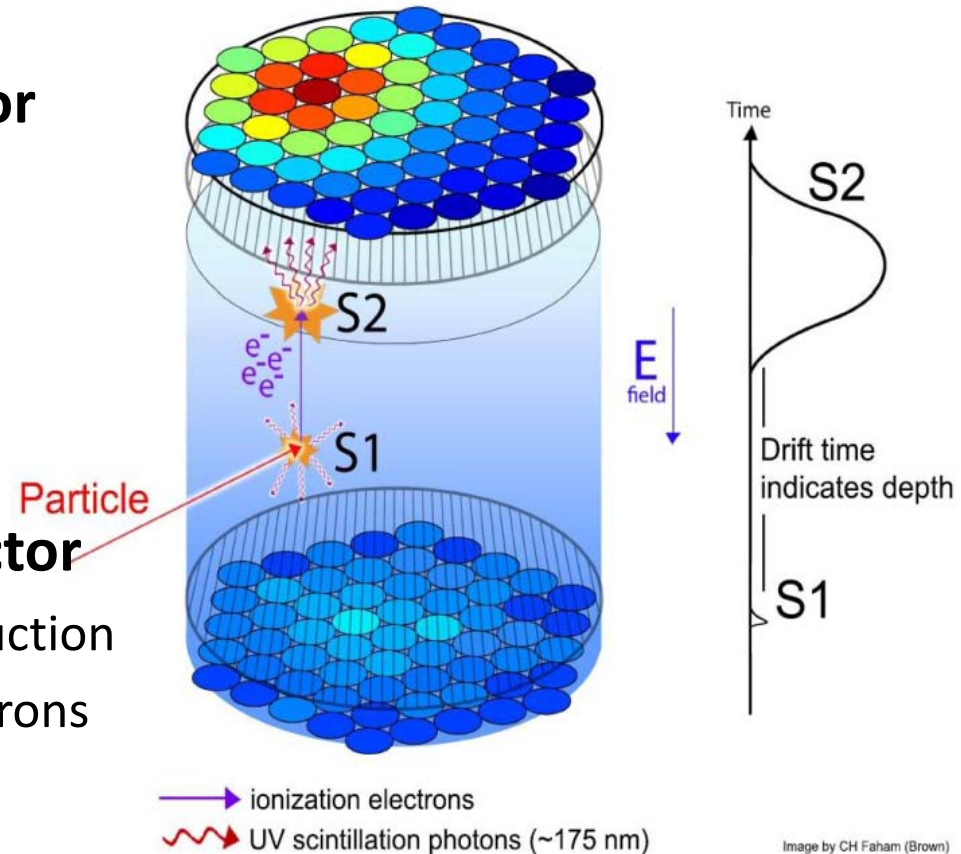 or
Time
S2
S2
e-
e-
e-
e-
E
field
S1
Drift time
indicates depth
Particle
ctor
S1
uction
rons
ionization electrons
UV scintillation photons (~175 nm)
Image by CH Faham (Brown)